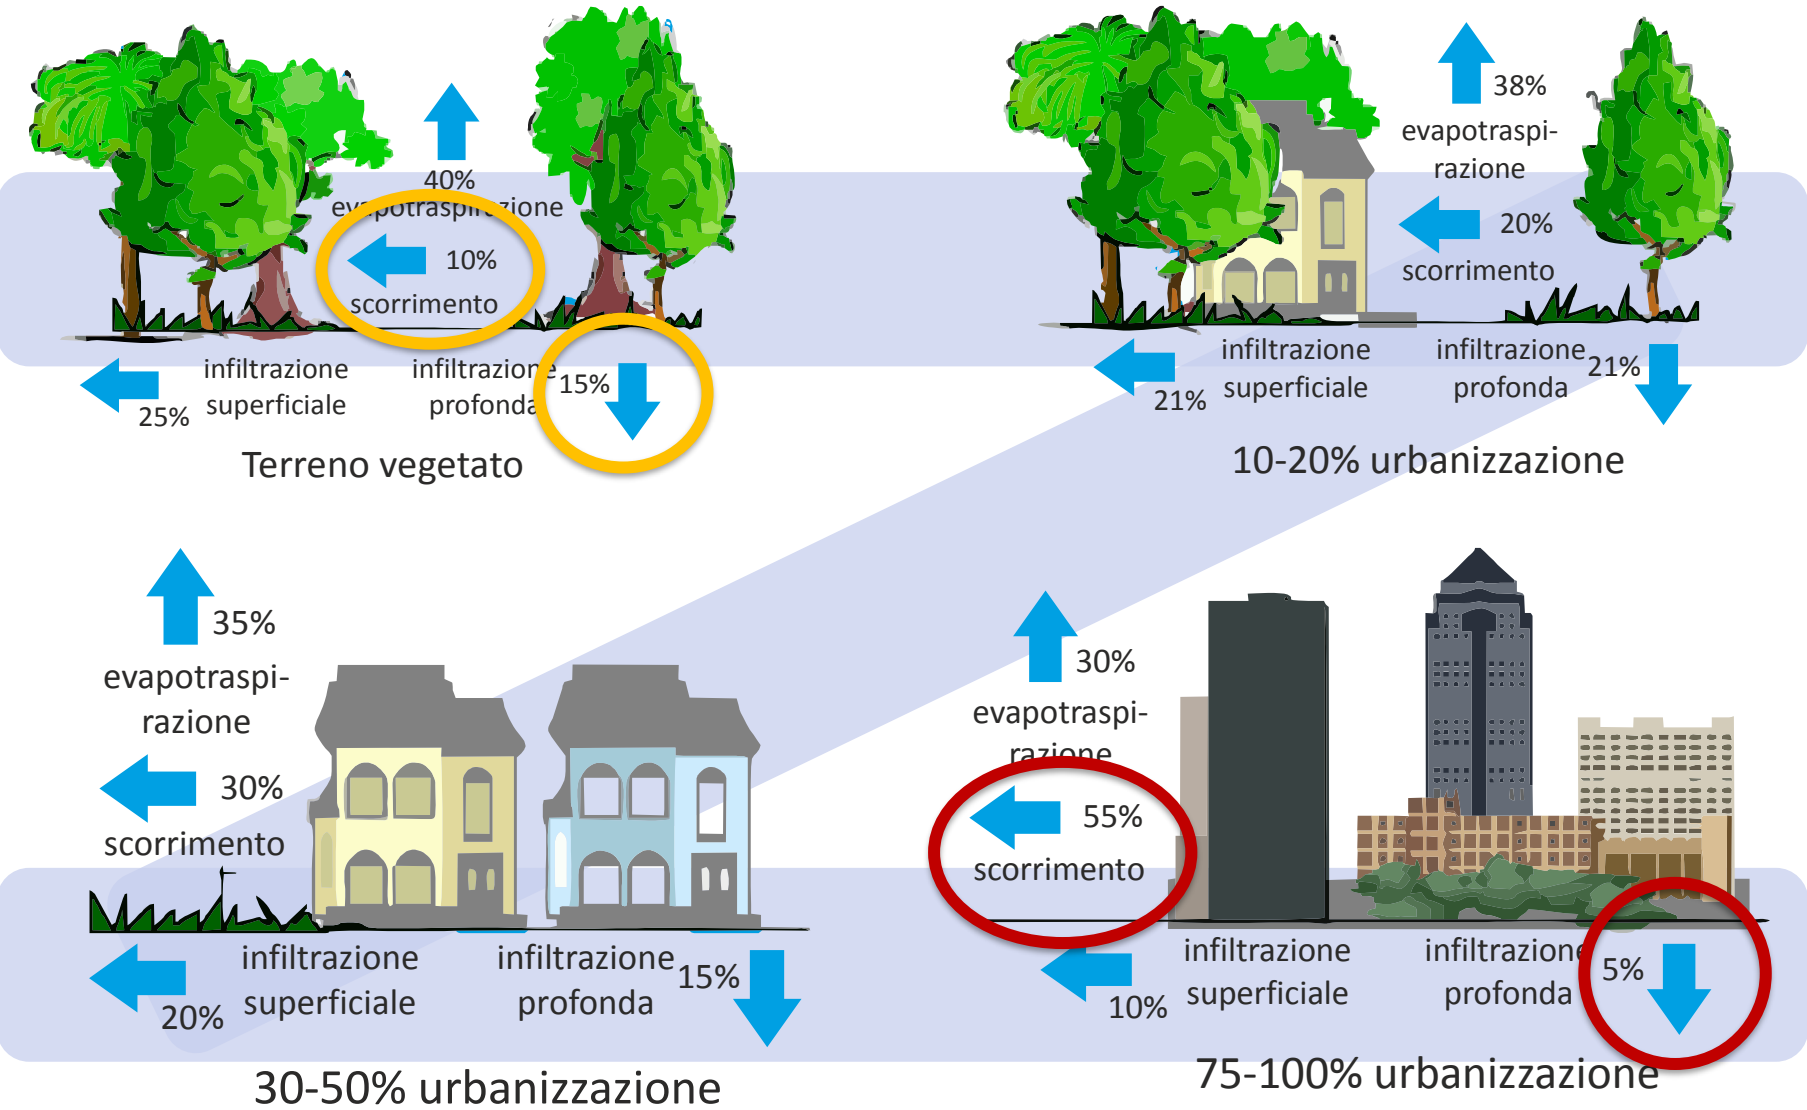 40%
evapotraspirazione
10%
scorrimento
infiltrazione
superficiale
25%
infiltrazione
profonda
15%
Terreno vegetato
38%
evapotraspi-
razione
20%
scorrimento
infiltrazione
superficiale
21%
infiltrazione
profonda
21%
10-20% urbanizzazione
35%
evapotraspi-
razione
30%
scorrimento
infiltrazione
superficiale
20%
infiltrazione
profonda
15%
30-50% urbanizzazione
30%
evapotraspi-
razione
55%
scorrimento
infiltrazione
superficiale
10%
infiltrazione
profonda
5%
75-100% urbanizzazione